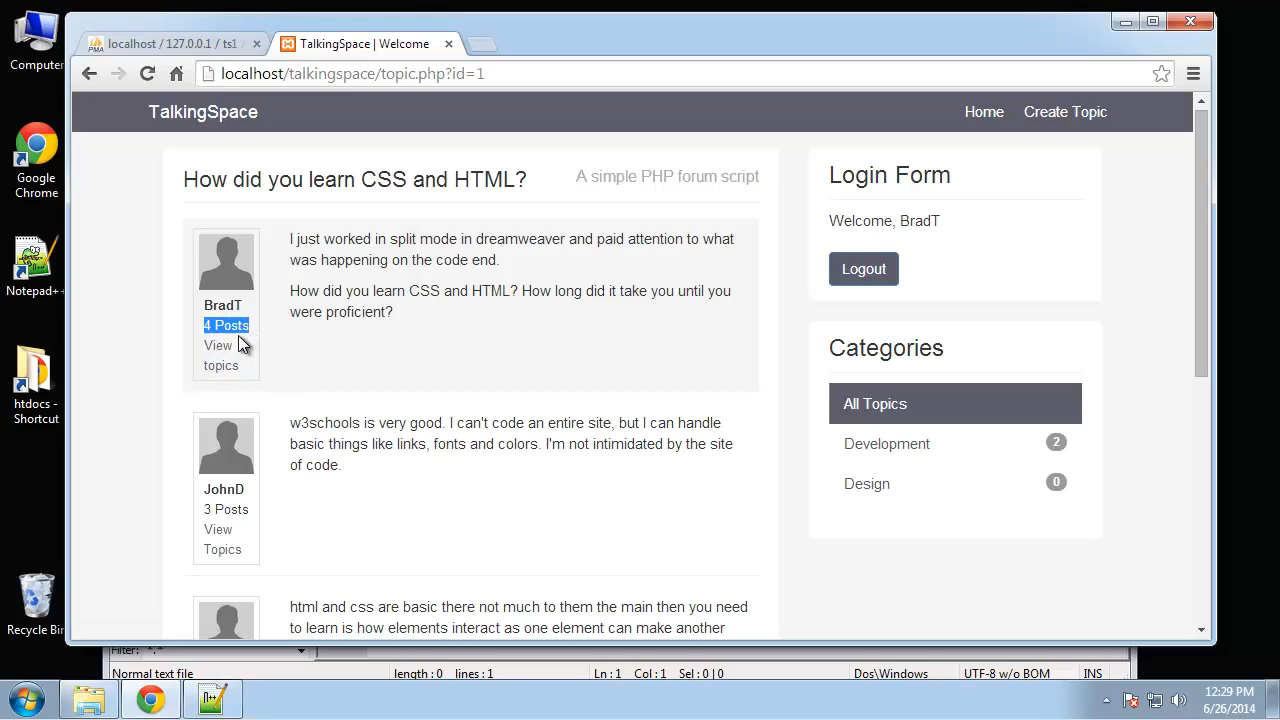 Computer
Google
Chrome
Notepad++
htdocs -
Shortcut
Recycle Bin
localhost / 127.0.0.1 / ts1
TalkingSpace | Welcome
localhost/talkingspace/topic.php?id=1
TalkingSpace
Home
Create Topic
How did you learn CSS and HTML?
A simple PHP forum script
BradT
4 Posts
View
topics
I just worked in split mode in dreamweaver and paid attention to what
was happening on the code end.
How did you learn CSS and HTML? How long did it take you until you
were proficient?
JohnD
3 Posts
View
Topics
w3schools is very good. I can't code an entire site, but I can handle
basic things like links, fonts and colors. I'm not intimidated by the site
of code.
html and css are basic there not much to them the main then you need
to learn is how elements interact as one element can make another
Login Form
Welcome, BradT
Logout
Categories
All Topics
Development 2
Design 0
Filter: *.*
Normal text file
length : 0 lines : 1
Ln : 1 Col : 1 Sel : 0 | 0
Dos\Windows
UTF-8 w/o BOM
INS
12:29 PM
6/26/2014